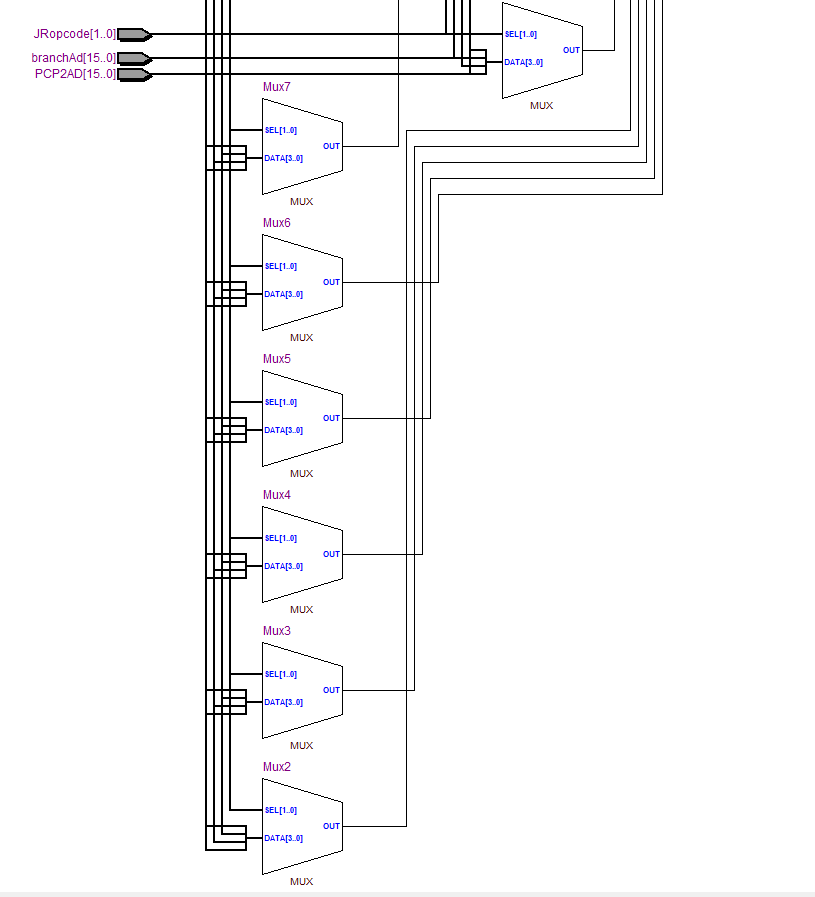 JRopcode[1..0]
SEL[1..0]
OUT
branchAd[15..0]
DATA[3..0]
PCP2AD[15..0]
MUX
Mux7
SEL[1..0]
OUT
DATA[3..0]
MUX
Mux6
SEL[1..0]
OUT
DATA[3..0]
MUX
Mux5
SEL[1..0]
OUT
DATA[3..0]
MUX
Mux4
SEL[1..0]
OUT
DATA[3..0]
MUX
Mux3
SEL[1..0]
OUT
DATA[3..0]
MUX
Mux2
SEL[1..0]
OUT
DATA[3..0]
MUX